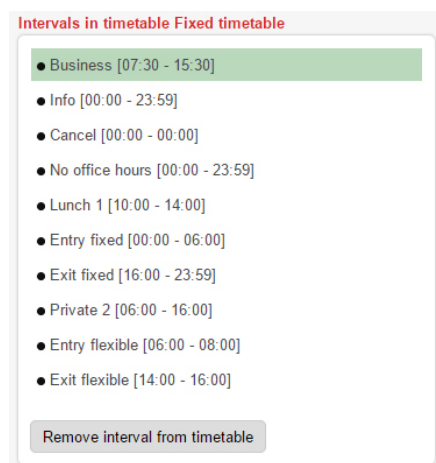 Intervals in timetable Fixed timetable
● Business [07:30 - 15:30]
● Info [00:00 - 23:59]
● Cancel [00:00 - 00:00]
● No office hours [00:00 - 23:59]
● Lunch 1 [10:00 - 14:00]
● Entry fixed [00:00 - 06:00]
● Exit fixed [16:00 - 23:59]
● Private 2 [06:00 - 16:00]
● Entry flexible [06:00 - 08:00]
● Exit flexible [14:00 - 16:00]
Remove interval from timetable